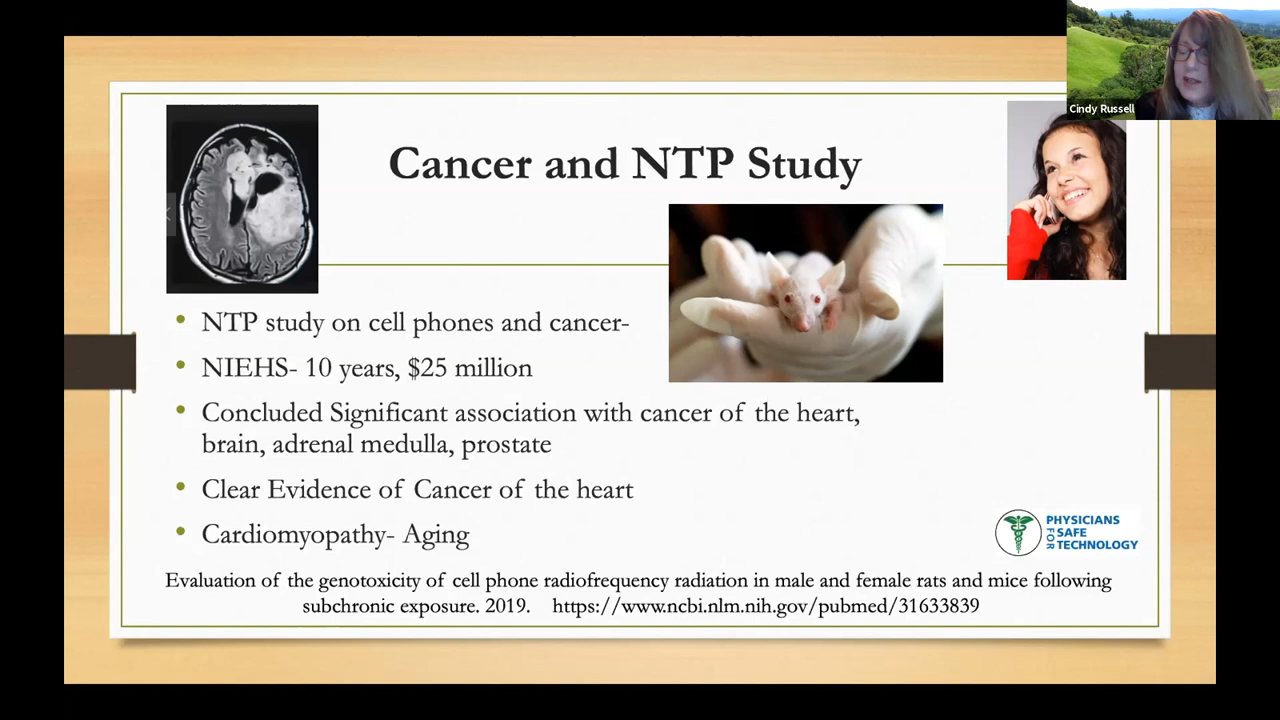 Cindy Russell
Cancer and NTP Study
• NTP study on cell phones and cancer-
• NIEHS- 10 years, $25 million
• Concluded Significant association with cancer of the heart,
brain, adrenal medulla, prostate
• Clear Evidence of Cancer of the heart
• Cardiomyopathy- Aging
PHYSICIANS
FOR SAFE
TECHNOLOGY
Evaluation of the genotoxicity of cell phone radiofrequency radiation in male and female rats and mice following
subchronic exposure. 2019. https://www.ncbi.nlm.nih.gov/pubmed/31633839